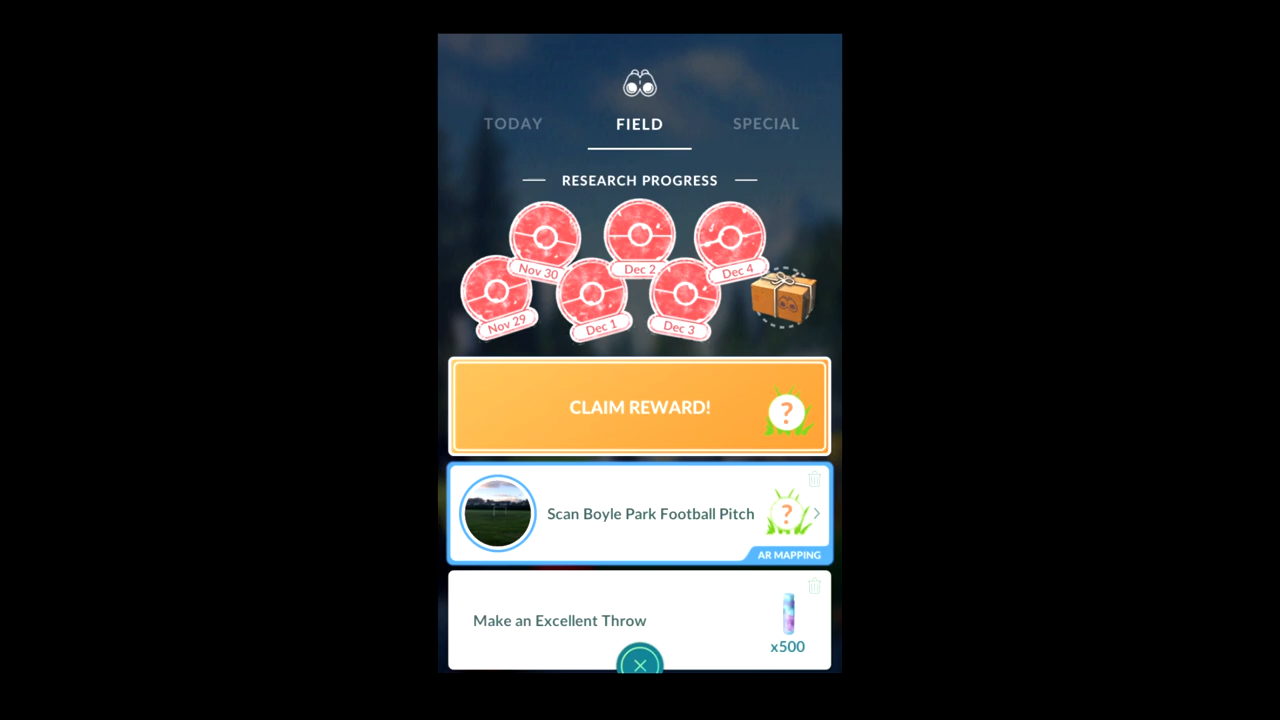 TODAY
FIELD
SPECIAL
RESEARCH PROGRESS
Nov 30
Dec 2
Dec 4
Nov 29
Dec 1
Dec 3
CLAIM REWARD!
?
Scan Boyle Park Football Pitch
?
AR MAPPING
Make an Excellent Throw
x500